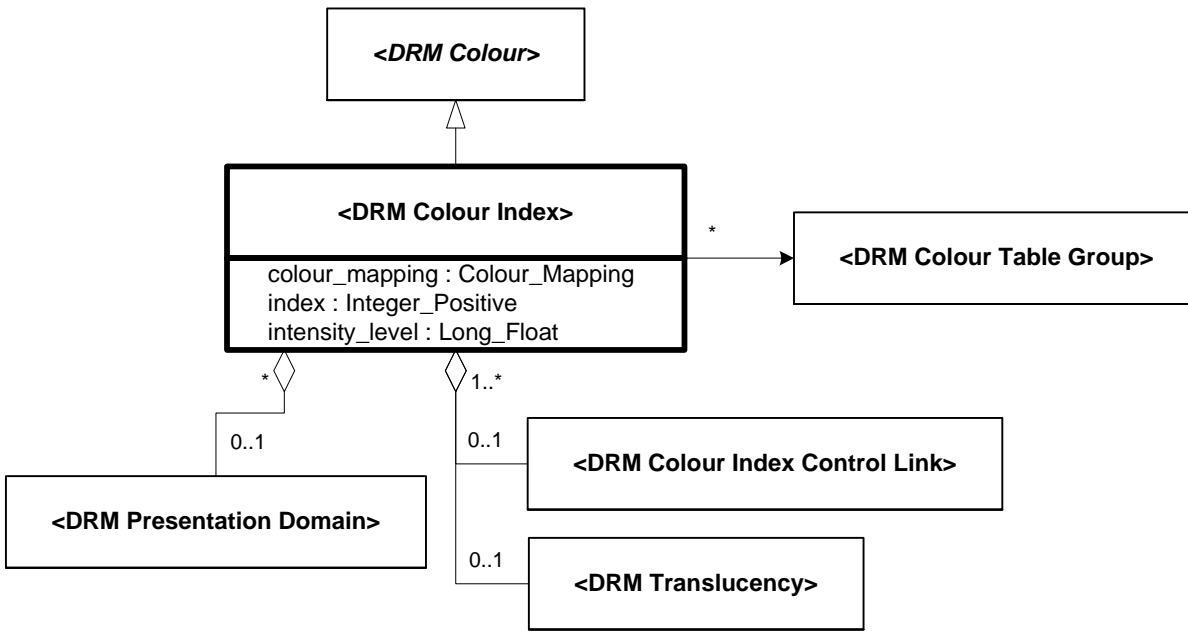 <DRM Colour>
<DRM Colour Index>
*
<DRM Colour Table Group>
colour_mapping : Colour_Mapping
index : Integer_Positive
intensity_level : Long_Float
*
1..*
0..1
0..1
<DRM Colour Index Control Link>
<DRM Presentation Domain>
0..1
<DRM Translucency>